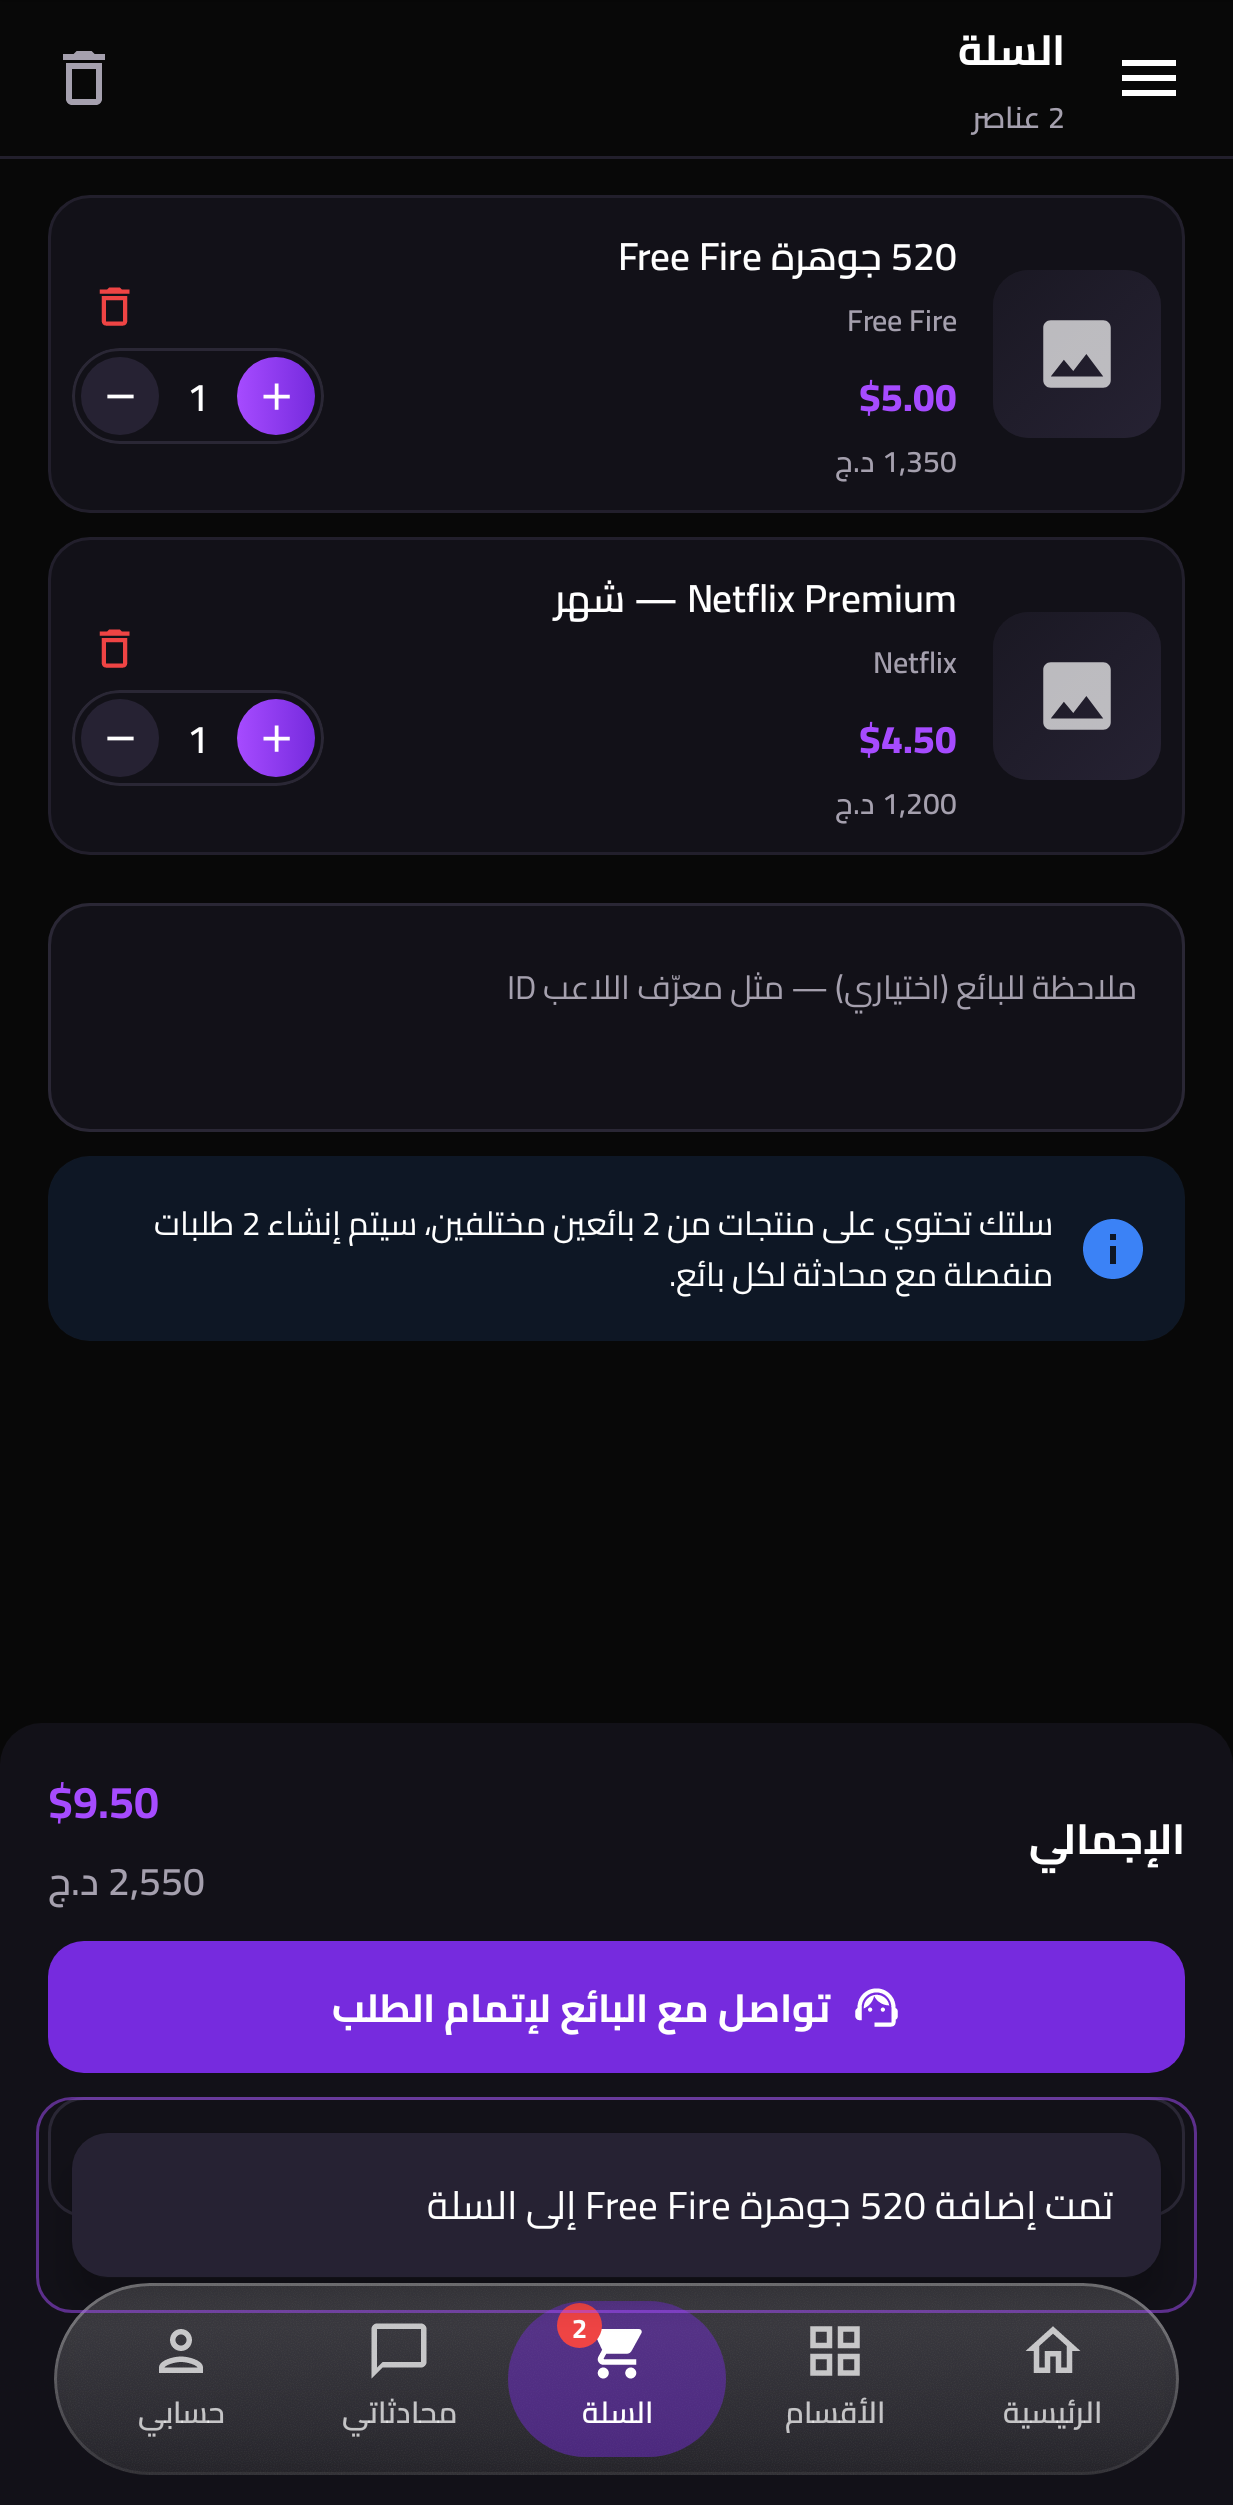 السلة
2 عناصر
520 جوهرة Free Fire
Free Fire
$5.00
1,350 د.ج
1
Netflix Premium — شهر
Netflix
$4.50
1,200 د.ج
1
ملاحظة للبائع (اختياري) — مثل معرّف اللاعب ID
سلتك تحتوي على منتجات من 2 بائعين مختلفين، سيتم إنشاء 2 طلبات
منفصلة مع محادثة لكل بائع.
الإجمالي
$9.50
2,550 د.ج
تواصل مع البائع لإتمام الطلب
تمت إضافة 520 جوهرة Free Fire إلى السلة
2
الرئيسية
الأقسام
السلة
محادثاتي
حسابي